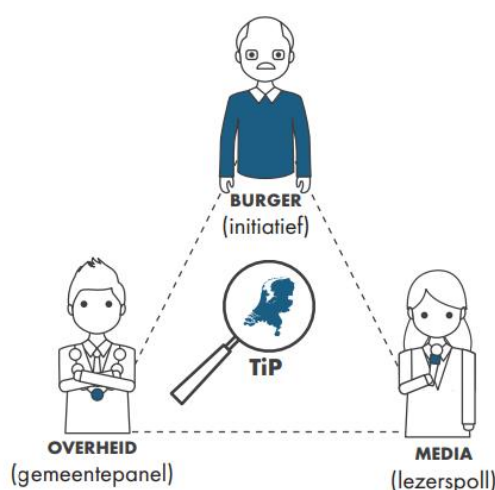 BURGER
(initiatief)
TiP
OVERHEID
(gemeentepanel)
MEDIA
(lezerspoll)